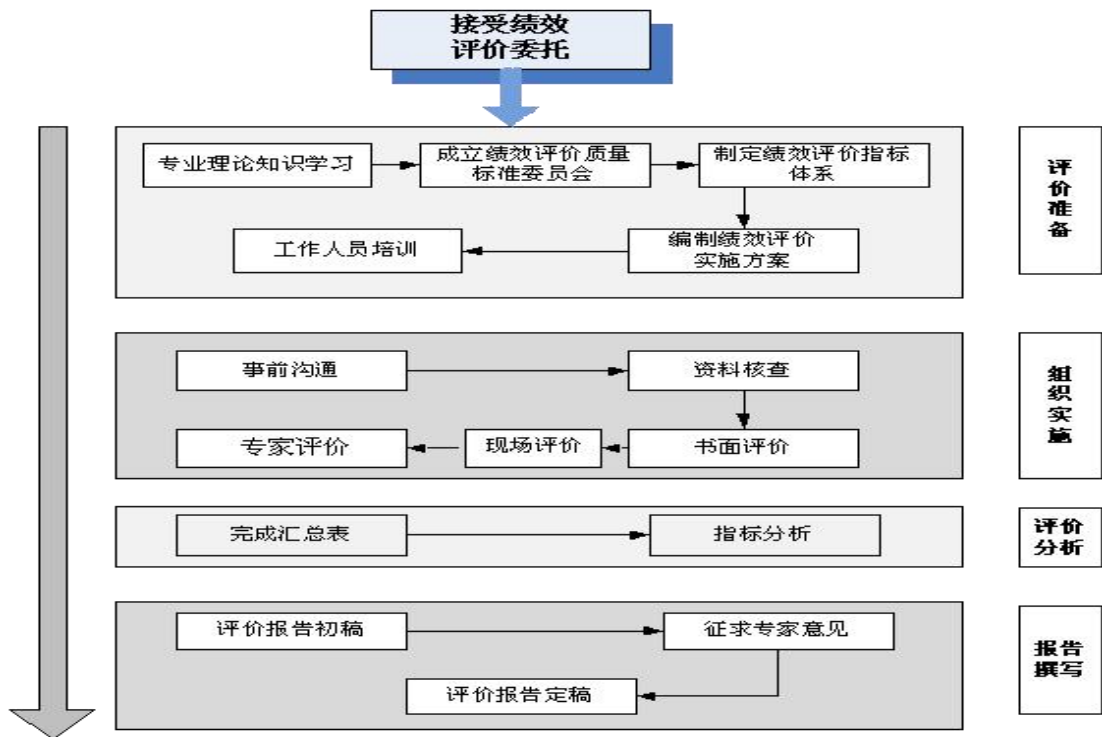 接受绩效
评价委托
专业理论知识学习
成立绩效评价质量
标准委员会
制定绩效评价指标
体系
工作人员培训
编制绩效评价
实施方案
评
价
准
备
事前沟通
资料核查
专家评价
现场评价
书面评价
组
织
实
施
完成汇总表
指标分析
评价
分析
评价报告初稿
征求专家意见
评价报告定稿
报告
撰写